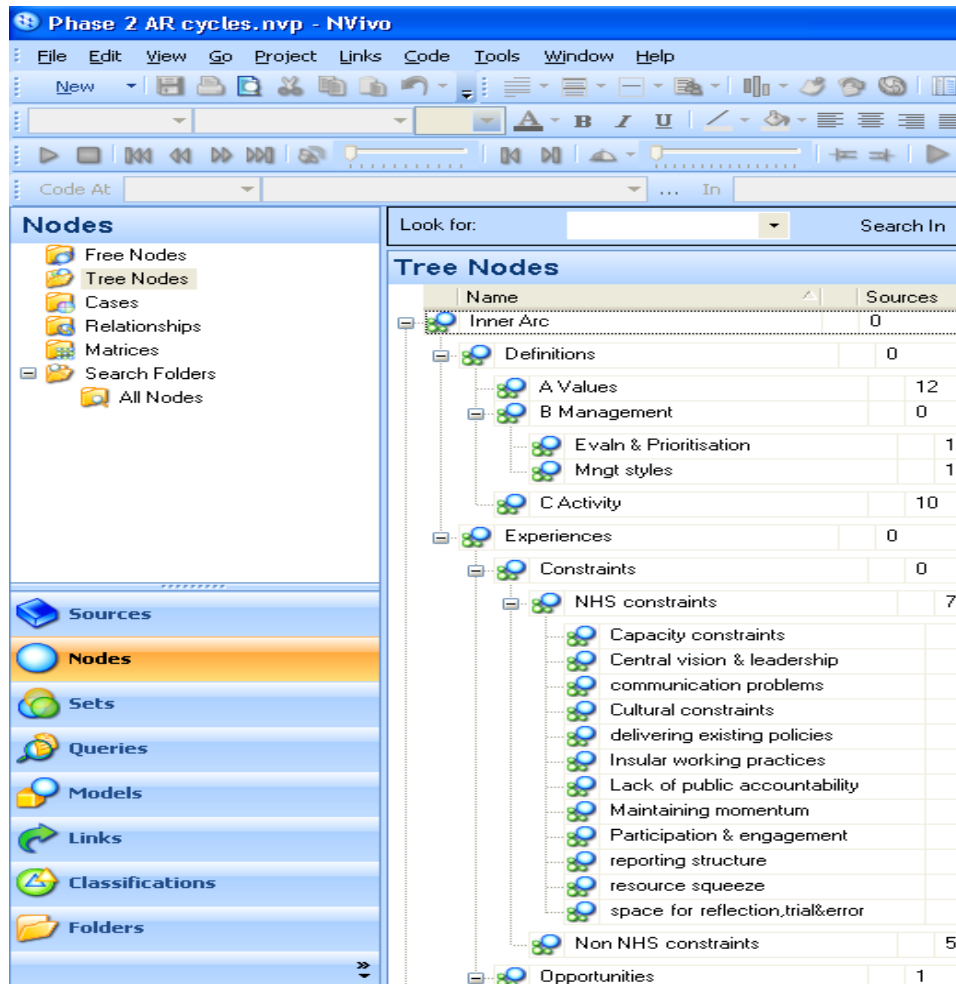 Phase 2 AR cycles.nvp - NVivo
File Edit View Go Project Links Code Tools Window Help
New
A B I U
Code At ... In
Nodes
Free Nodes
Tree Nodes
Cases
Relationships
Matrices
Search Folders
All Nodes
Sources
Nodes
Sets
Queries
Models
Links
Classifications
Folders
Look for: Search In
Tree Nodes
Name Sources
Inner Arc 0
Definitions 0
A Values 12
B Management 0
Evaln & Prioritisation 1
Mngt styles 1
C Activity 10
Experiences 0
Constraints 0
NHS constraints 7
Capacity constraints
Central vision & leadership
communication problems
Cultural constraints
delivering existing policies
Insular working practices
Lack of public accountability
Maintaining momentum
Participation & engagement
reporting structure
resource squeeze
space for reflection,trial&error
Non NHS constraints 5
Opportunities 1